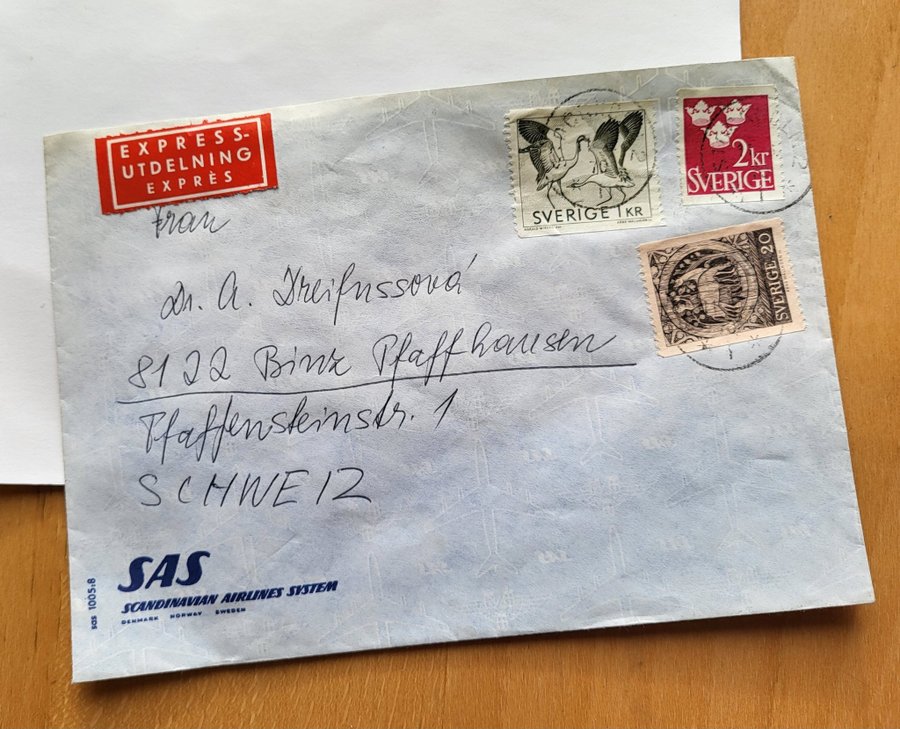 EXPRESS-
UTDELNING
EXPRÈS
SVERIGE 1 KR
2kr
SVERIGE
SVERIGE 20
Frau
Dr. A. Dreifussová
8122 Binz Pfaffhausen
Pfaffensteinstr. 1
SCHWEIZ
SAS
SCANDINAVIAN AIRLINES SYSTEM
DENMARK NORWAY SWEDEN
sas 1005:8